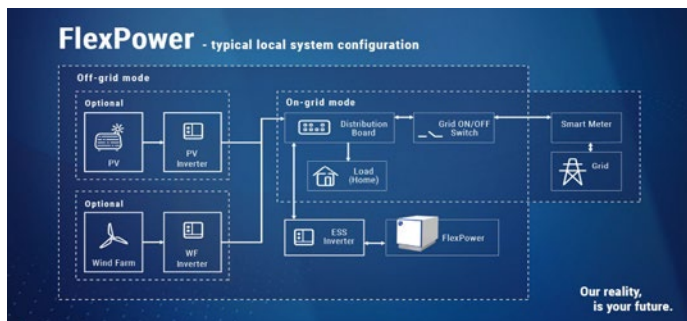 FlexPower - typical local system configuration
Off-grid mode
Optional
PV
PV
Inverter
On-grid mode
Distribution
Board
Grid ON/OFF
Switch
Smart Meter
Load
(Home)
Grid
Optional
Wind Farm
WF
Inverter
ESS
Inverter
FlexPower
Our reality,
is your future.